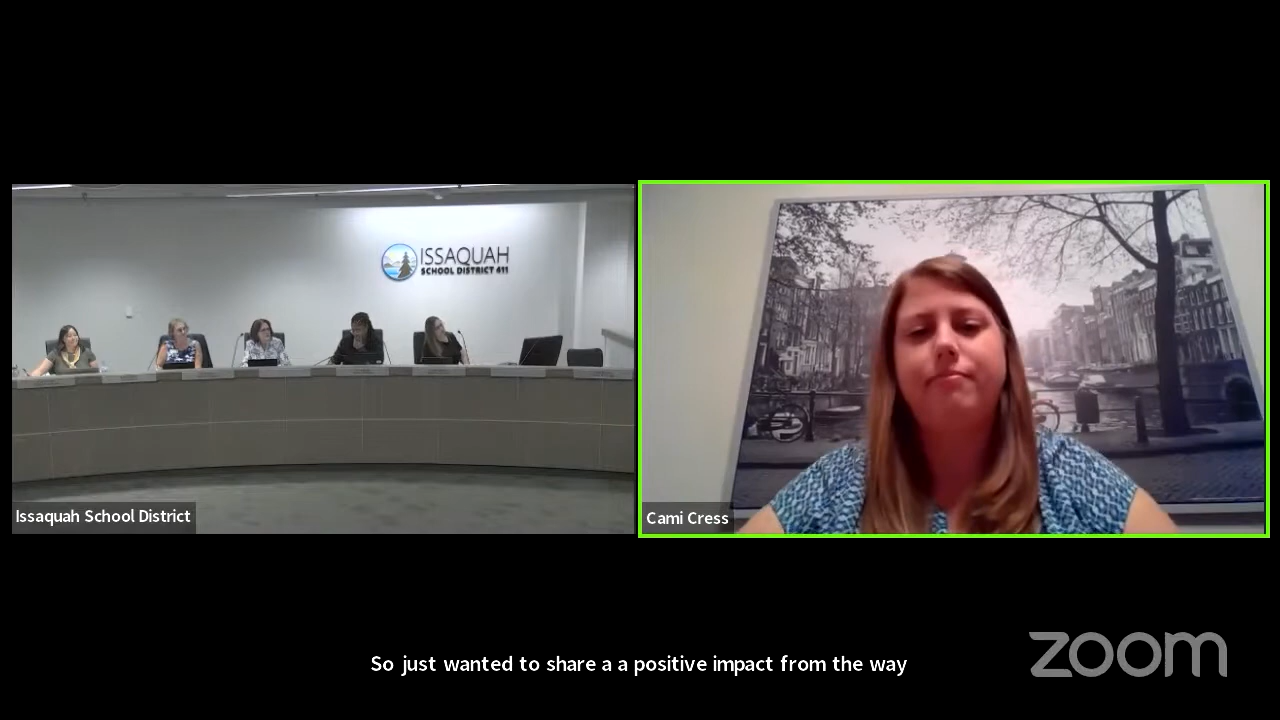 ISSAQUAH
SCHOOL DISTRICT 411
Issaquah School District
Cami Cress
So just wanted to share a a positive impact from the way
zoom